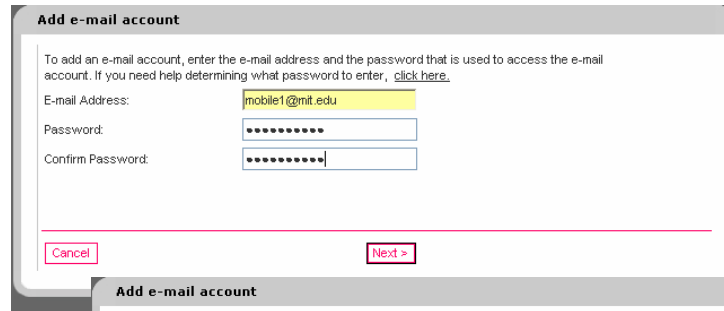 Add e-mail account
To add an e-mail account, enter the e-mail address and the password that is used to access the e-mail
account. If you need help determining what password to enter, click here.
E-mail Address: mobile1@mit.edu
Password: ●●●●●●●●●●
Confirm Password: ●●●●●●●●●●
Cancel Next >
Add e-mail account